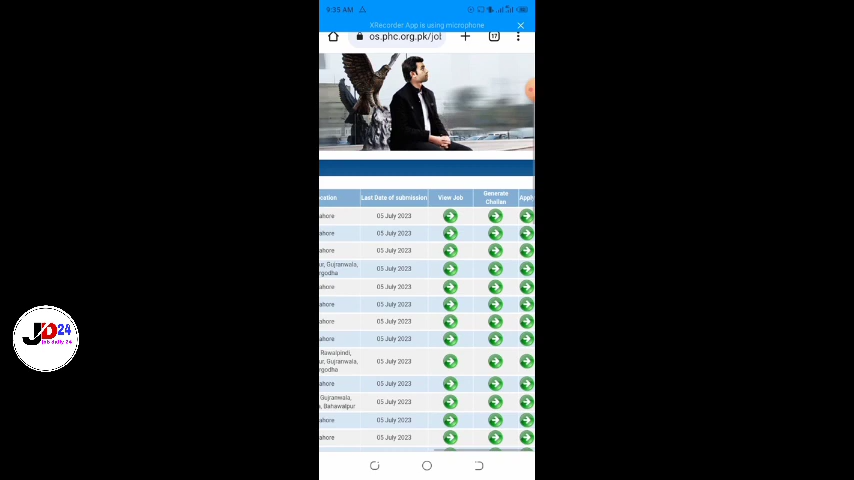 9:35 AM
XRecorder App is using microphone
os.phc.org.pk/jol
17
ocation Last Date of submission View Job Generate Challan Apply
ahore 05 July 2023
ahore 05 July 2023
ahore 05 July 2023
ur, Gujranwala,
rgodha 05 July 2023
ahore 05 July 2023
ahore 05 July 2023
ahore 05 July 2023
ahore 05 July 2023
Rawalpindi,
ur, Gujranwala, 05 July 2023
rgodha
ahore 05 July 2023
Gujranwala,
, Bahawalpur 05 July 2023
ahore 05 July 2023
ahore 05 July 2023
JD24
job daily 24